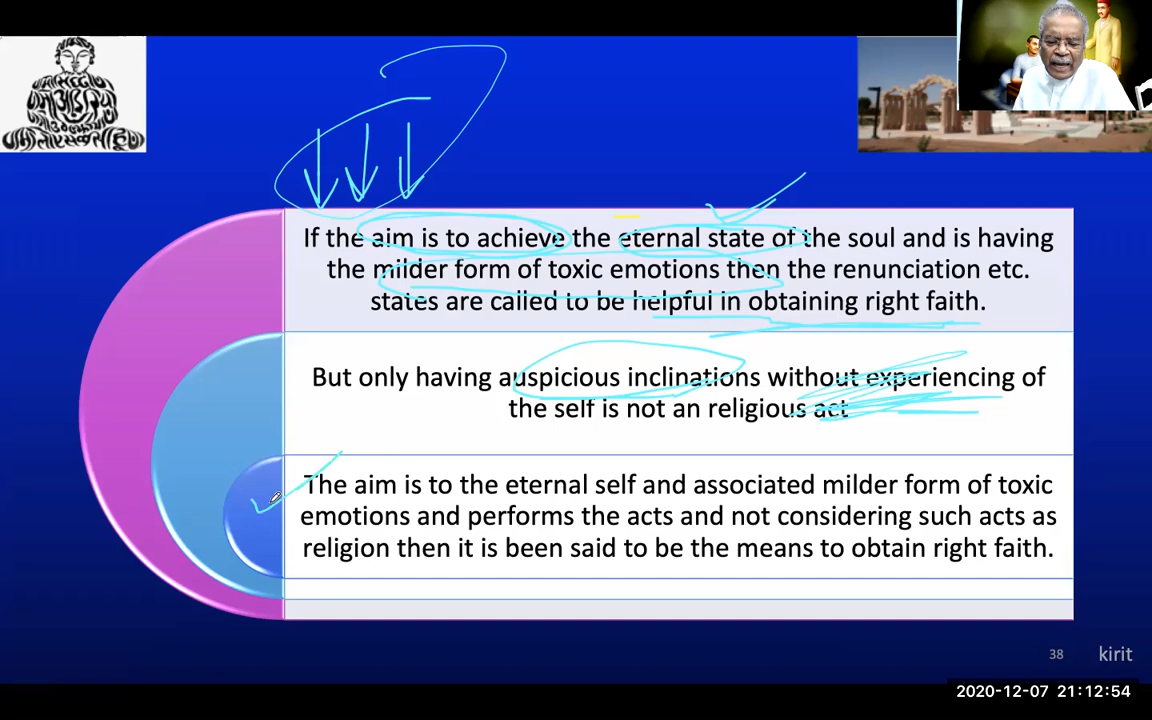 If the aim is to achieve the eternal state of the soul and is having
the milder form of toxic emotions then the renunciation etc.
states are called to be helpful in obtaining right faith.
But only having auspicious inclinations without experiencing of
the self is not an religious act
The aim is to the eternal self and associated milder form of toxic
emotions and performs the acts and not considering such acts as
religion then it is been said to be the means to obtain right faith.
38
kirit
2020-12-07 21:12:54